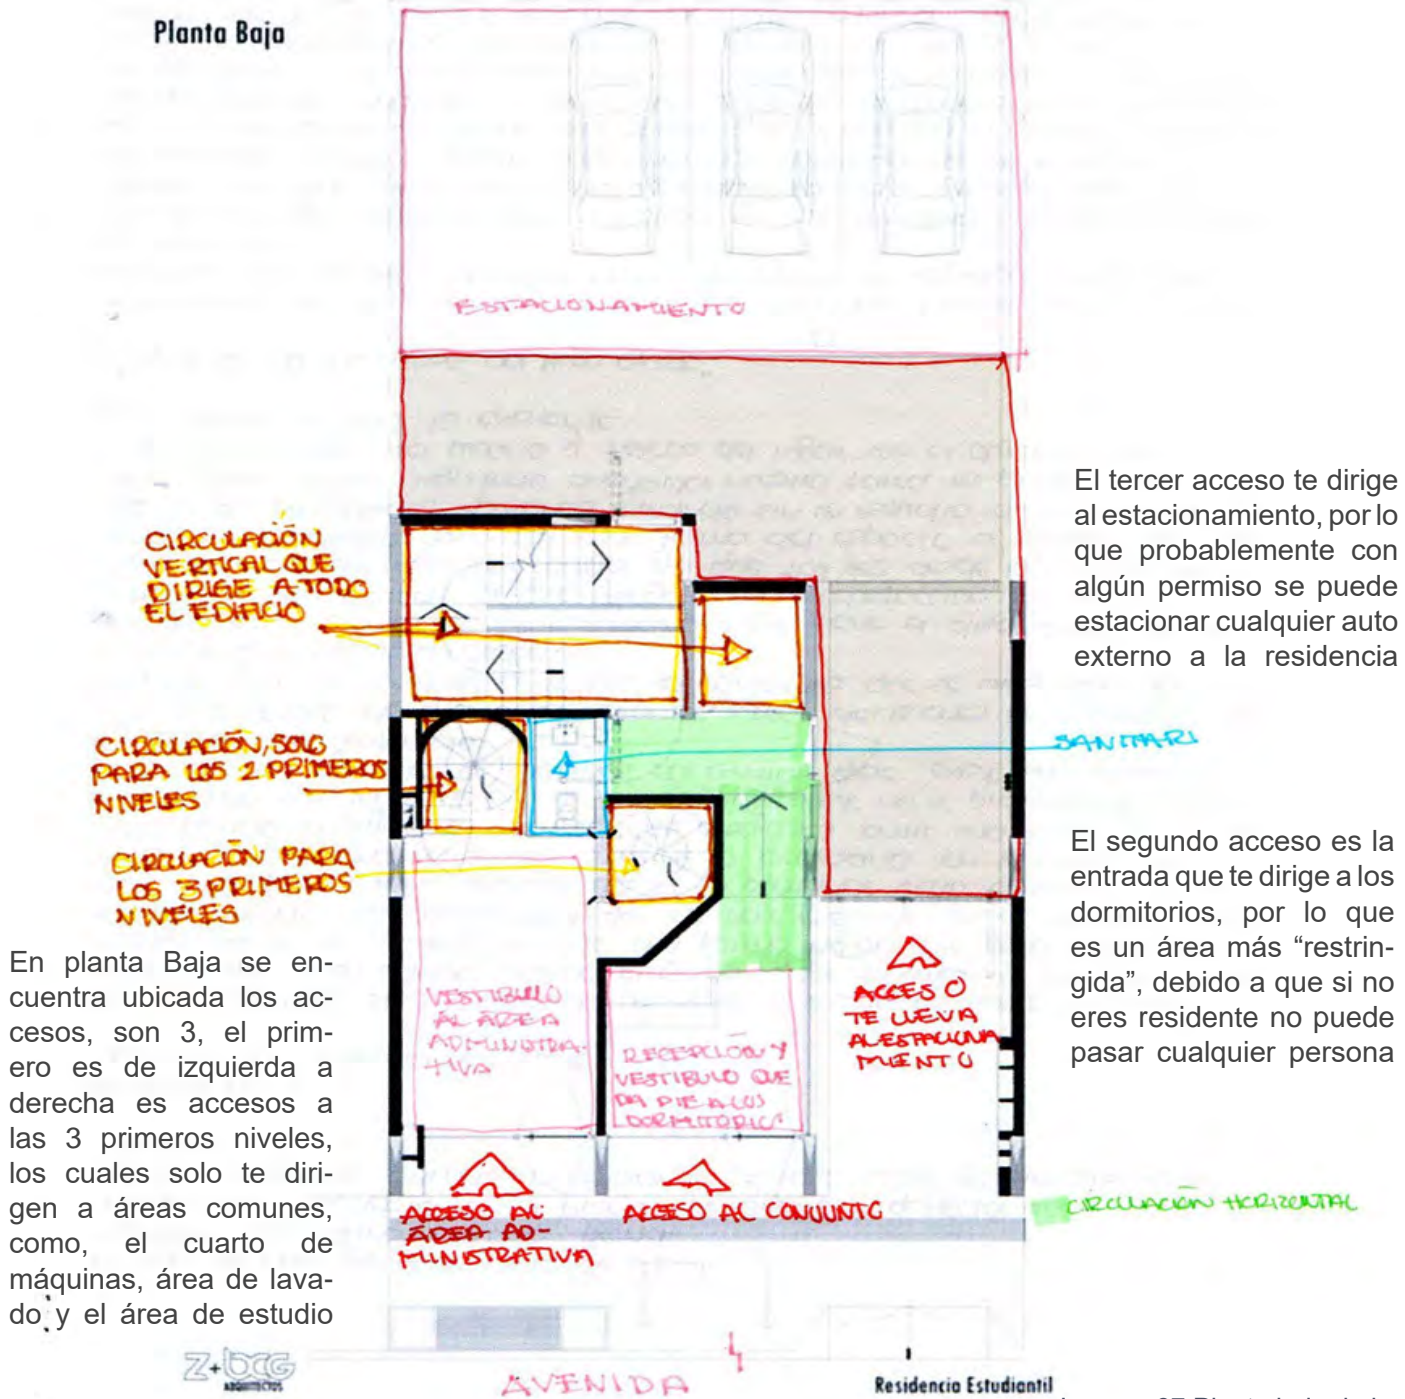 Planta Baja
ESTACIONAMIENTO
CIRCULACIÓN
VERTICAL QUE
DIRIGE A TODO
EL EDIFICIO
El tercer acceso te dirige
al estacionamiento, por lo
que probablemente con
algún permiso se puede
estacionar cualquier auto
externo a la residencia
CIRCULACIÓN, SOLO
PARA LOS 2 PRIMEROS
NIVELES
SANITARI
CIRCULACIÓN PARA
LOS 3 PRIMEROS
NIVELES
El segundo acceso es la
entrada que te dirige a los
dormitorios, por lo que
es un área más “restrin-
gida”, debido a que si no
eres residente no puede
pasar cualquier persona
En planta Baja se en-
cuentra ubicada los ac-
cesos, son 3, el prim-
ero es de izquierda a
derecha es accesos a
las 3 primeros niveles,
los cuales solo te diri-
gen a áreas comunes,
como, el cuarto de
máquinas, área de lava-
do y el área de estudio
VESTIBULO
AL ÁREA
ADMINISTRA-
TIVA
RECEPCIÓN Y
VESTIBULO QUE
DA PIE A LOS
DORMITORIOS
ACCESO
TE LLEVA
AL ESTACIONA
MIENTO
ACCESO AL
ÁREA AD-
MINISTRATIVA
ACCESO AL CONJUNTO
CIRCULACIÓN HORIZONTAL
Z+bcg
ARQUITECTOS
AVENIDA
Residencia Estudiantil